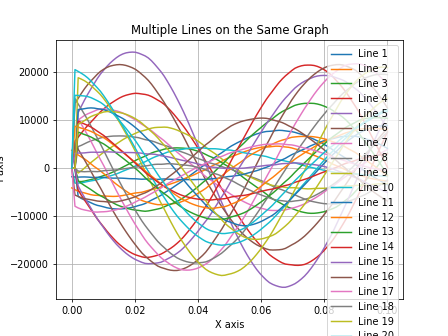 Multiple Lines on the Same Graph
20000
10000
0
−10000
−20000
0.00
0.02
0.04
0.06
X axis
Line 1
Line 2
Line 3
Line 4
Line 5
Line 6
Line 7
Line 8
Line 9
Line 10
Line 11
Line 12
Line 13
Line 14
Line 15
Line 16
Line 17
Line 18
Line 19
Line 20